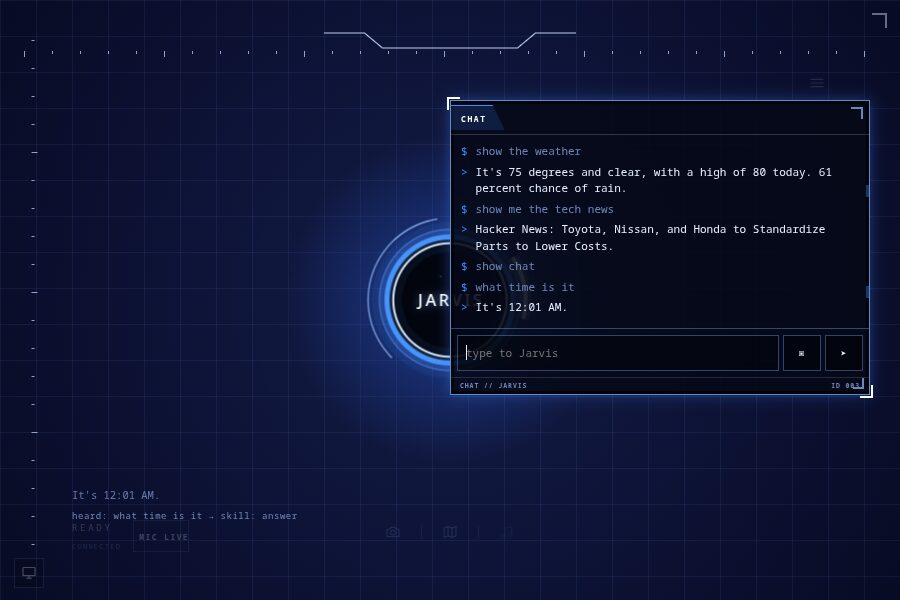 CHAT
$ show the weather
> It's 75 degrees and clear, with a high of 80 today. 61
percent chance of rain.
$ show me the tech news
> Hacker News: Toyota, Nissan, and Honda to Standardize
Parts to Lower Costs.
$ show chat
$ what time is it
> It's 12:01 AM.
JARVIS
type to Jarvis
CHAT // JARVIS
ID 003
It's 12:01 AM.
heard: what time is it → skill: answer
READY
MIC LIVE
CONNECTED